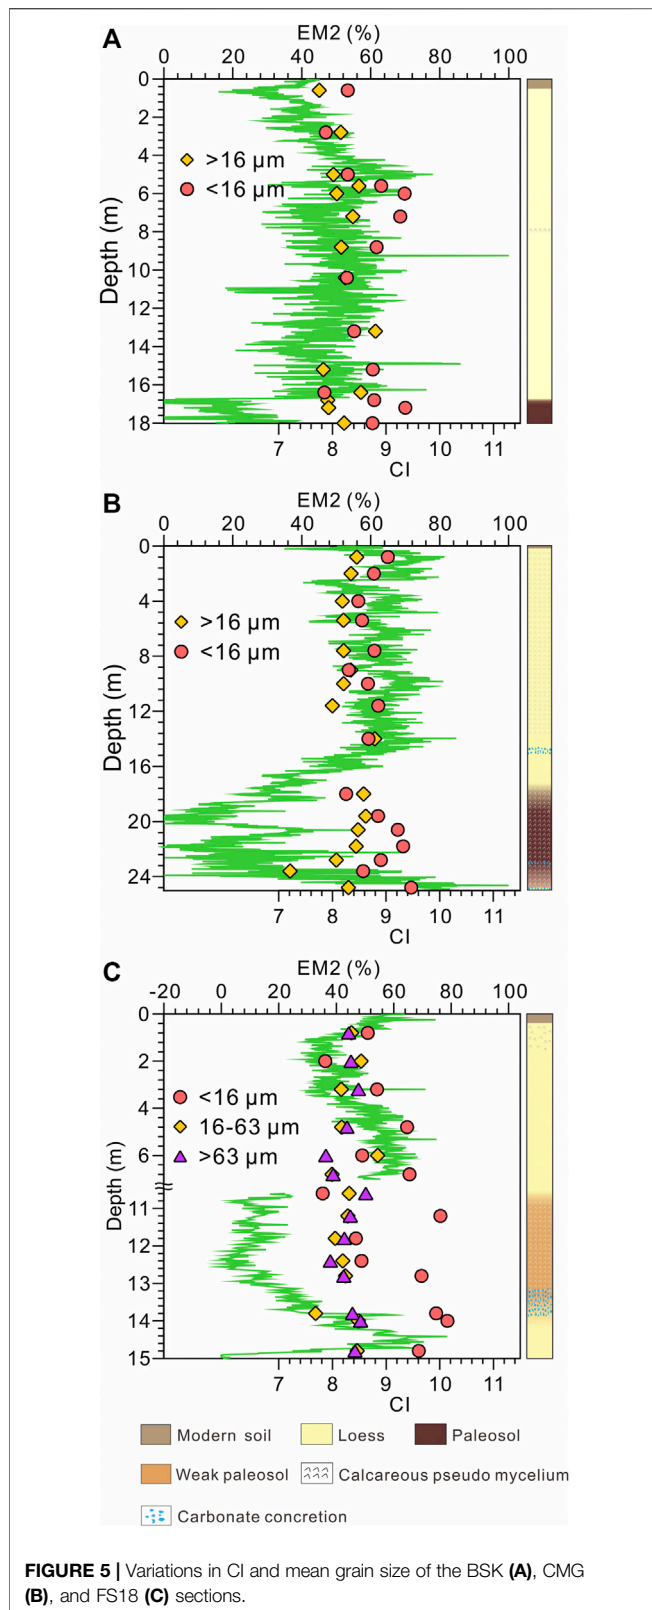 A
EM2 (%)
0 20 40 60 80 100
0
2
4
6
8
10
12
14
16
18
Depth (m)
>16 µm
<16 µm
7 8 9 10 11
CI
B
EM2 (%)
0 20 40 60 80 100
0
4
8
12
16
20
24
Depth (m)
>16 µm
<16 µm
7 8 9 10 11
CI
C
EM2 (%)
-20 0 20 40 60 80 100
0
2
4
6
11
12
13
14
15
Depth (m)
<16 µm
16-63 µm
>63 µm
7 8 9 10 11
CI
Modern soil Loess Paleosol
Weak paleosol Calcareous pseudo mycelium
Carbonate concretion
FIGURE 5 | Variations in CI and mean grain size of the BSK (A), CMG
(B), and FS18 (C) sections.